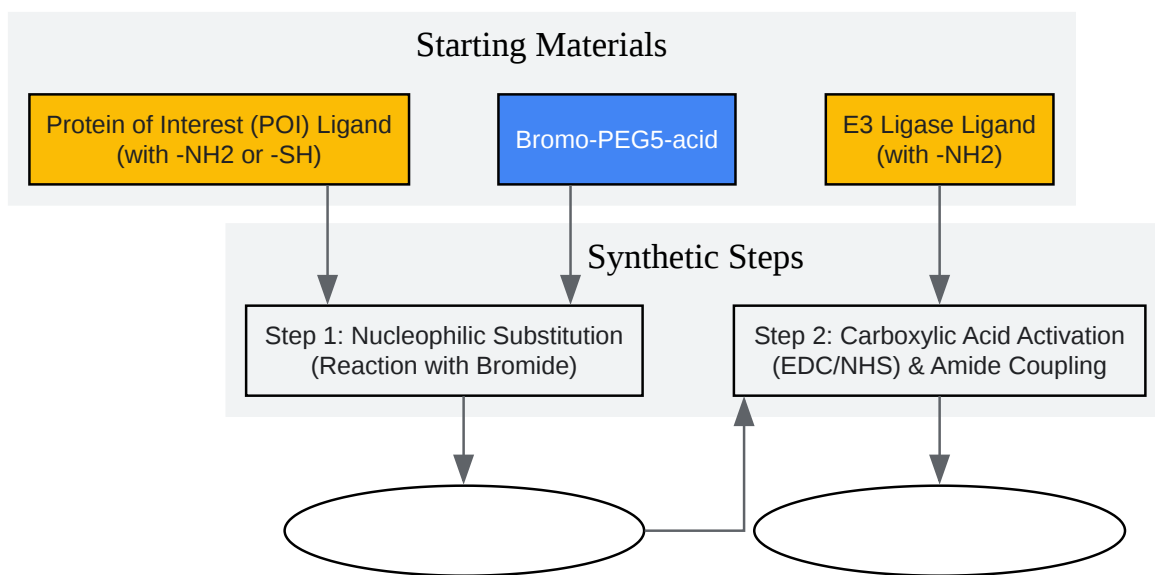 Starting Materials
Protein of Interest (POI) Ligand
(with -NH2 or -SH)
Bromo-PEG5-acid
E3 Ligase Ligand
(with -NH2)
Synthetic Steps
Step 1: Nucleophilic Substitution
(Reaction with Bromide)
Step 2: Carboxylic Acid Activation
(EDC/NHS) & Amide Coupling